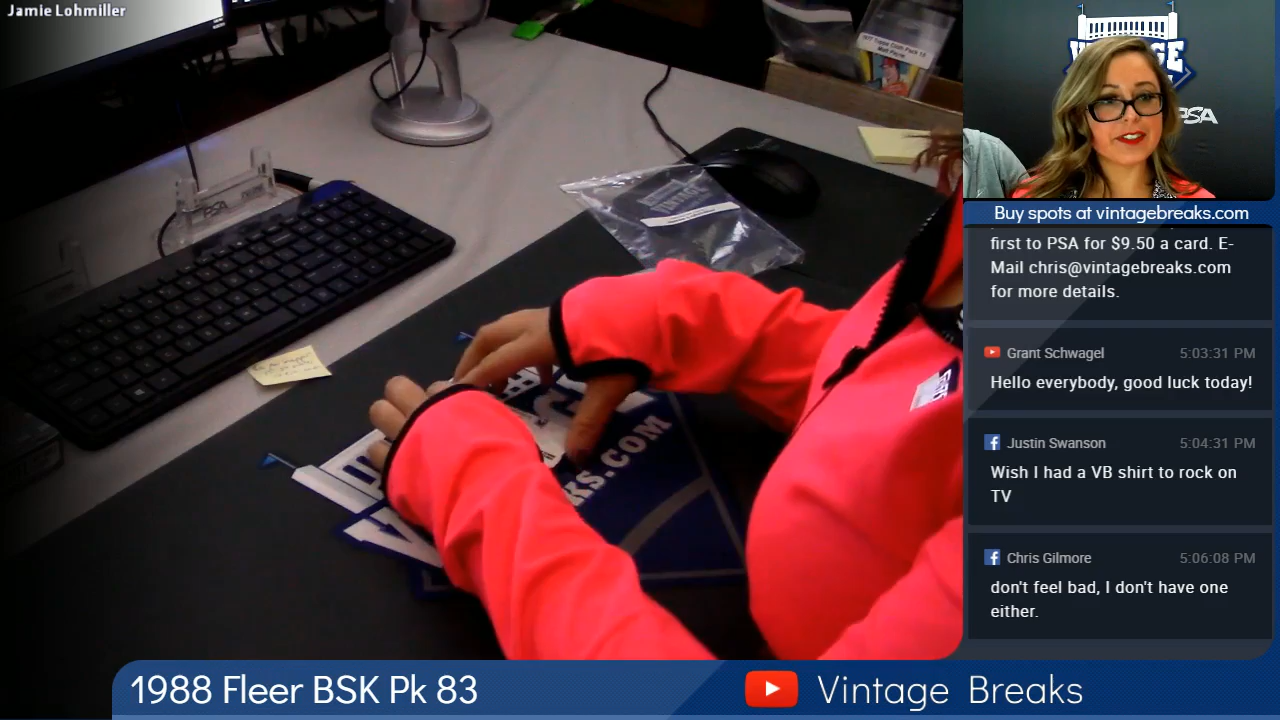 Jamie Lohmiller
VINTAGE
PSA
Buy spots at vintagebreaks.com
first to PSA for $9.50 a card. E-
Mail chris@vintagebreaks.com
for more details.
Grant Schwagel 5:03:31 PM
Hello everybody, good luck today!
Justin Swanson 5:04:31 PM
Wish I had a VB shirt to rock on
TV
Chris Gilmore 5:06:08 PM
don't feel bad, I don't have one
either.
KS.COM
1988 Fleer BSK Pk 83
Vintage Breaks